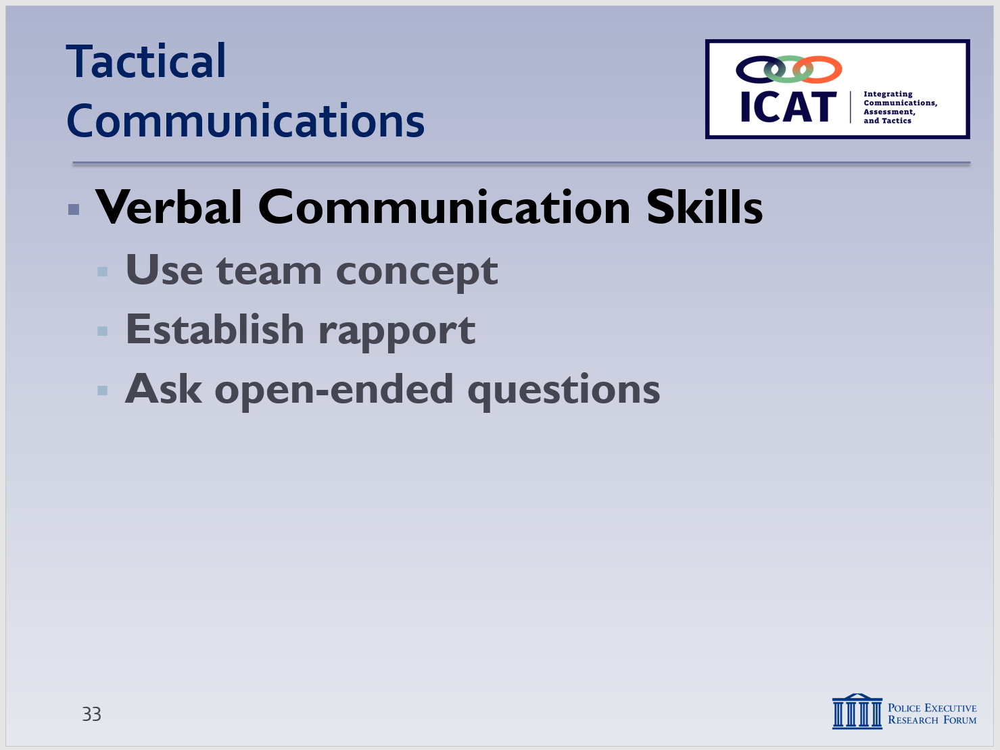 Tactical
Communications
ICAT
Integrating
Communications,
Assessment,
and Tactics
▪ Verbal Communication Skills
▪ Use team concept
▪ Establish rapport
▪ Ask open-ended questions
33
POLICE EXECUTIVE
RESEARCH FORUM